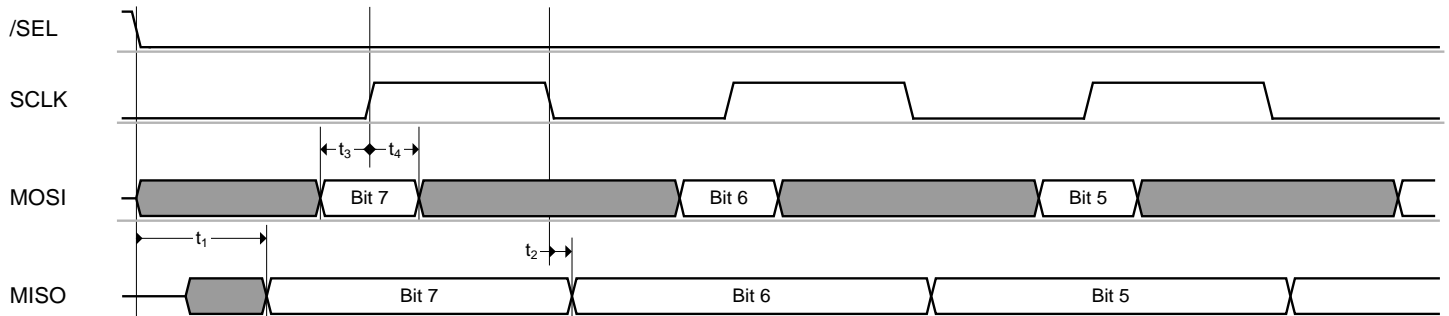 /SEL
SCLK
t₃ t₄
MOSI Bit 7 Bit 6 Bit 5
t₁ t₂
MISO Bit 7 Bit 6 Bit 5